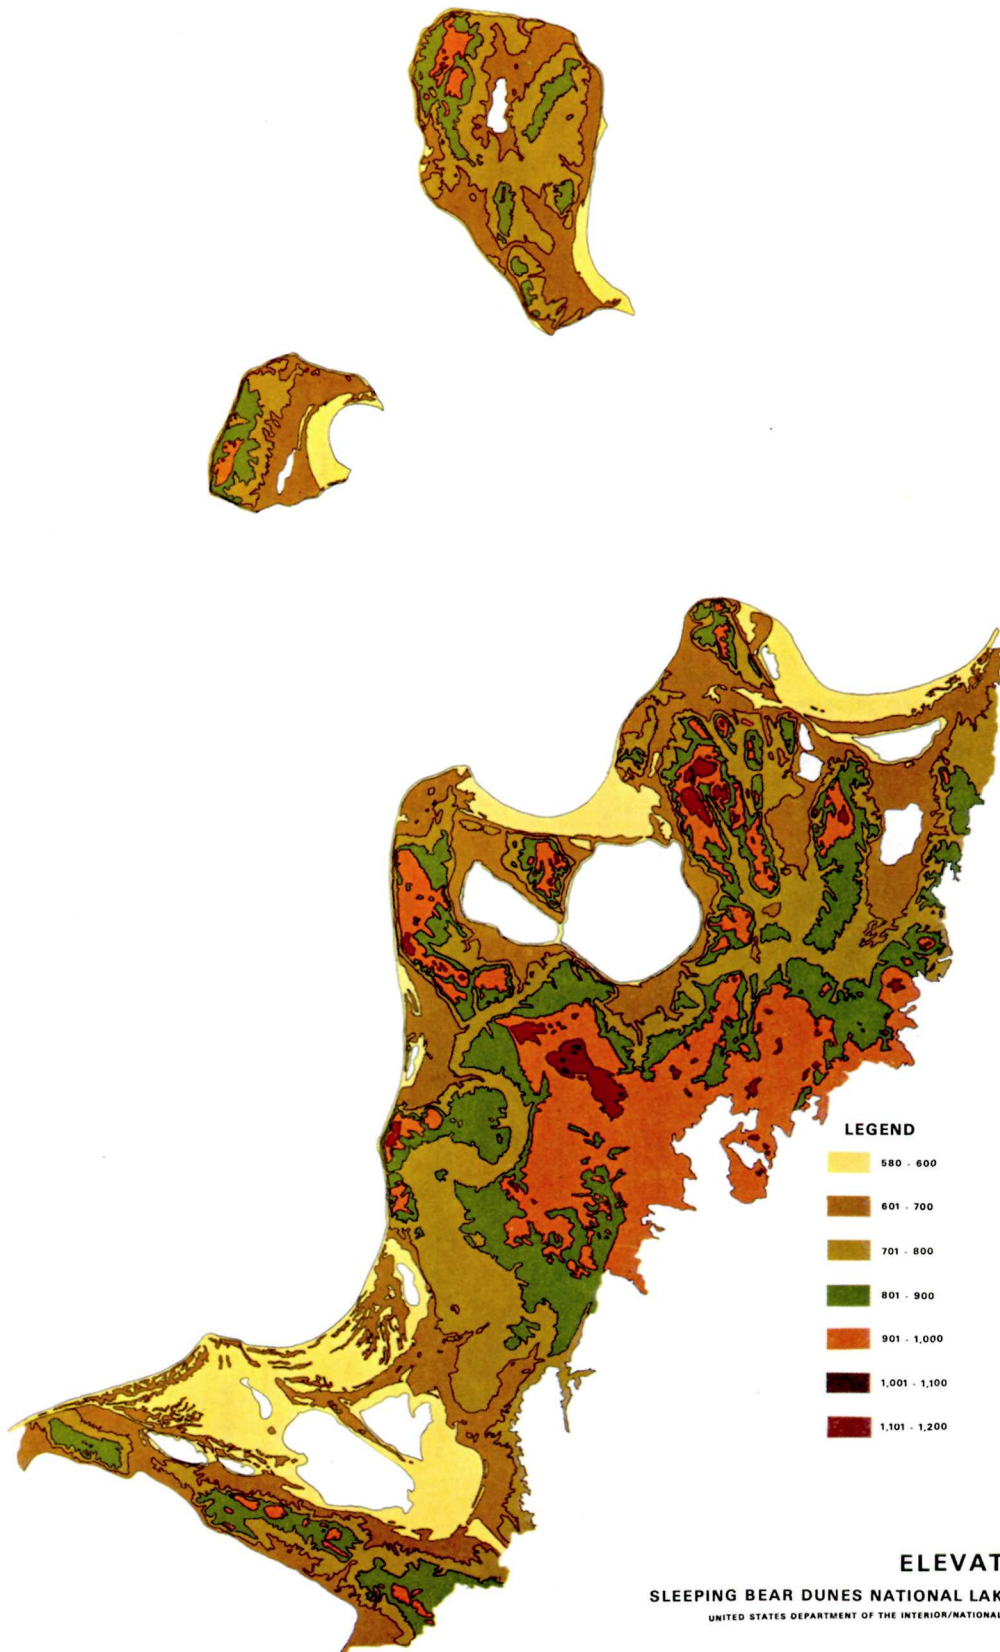 LEGEND
580 - 600
601 - 700
701 - 800
801 - 900
901 - 1,000
1,001 - 1,100
1,101 - 1,200
ELEVAT
SLEEPING BEAR DUNES NATIONAL LAK
UNITED STATES DEPARTMENT OF THE INTERIOR/NATIONAL